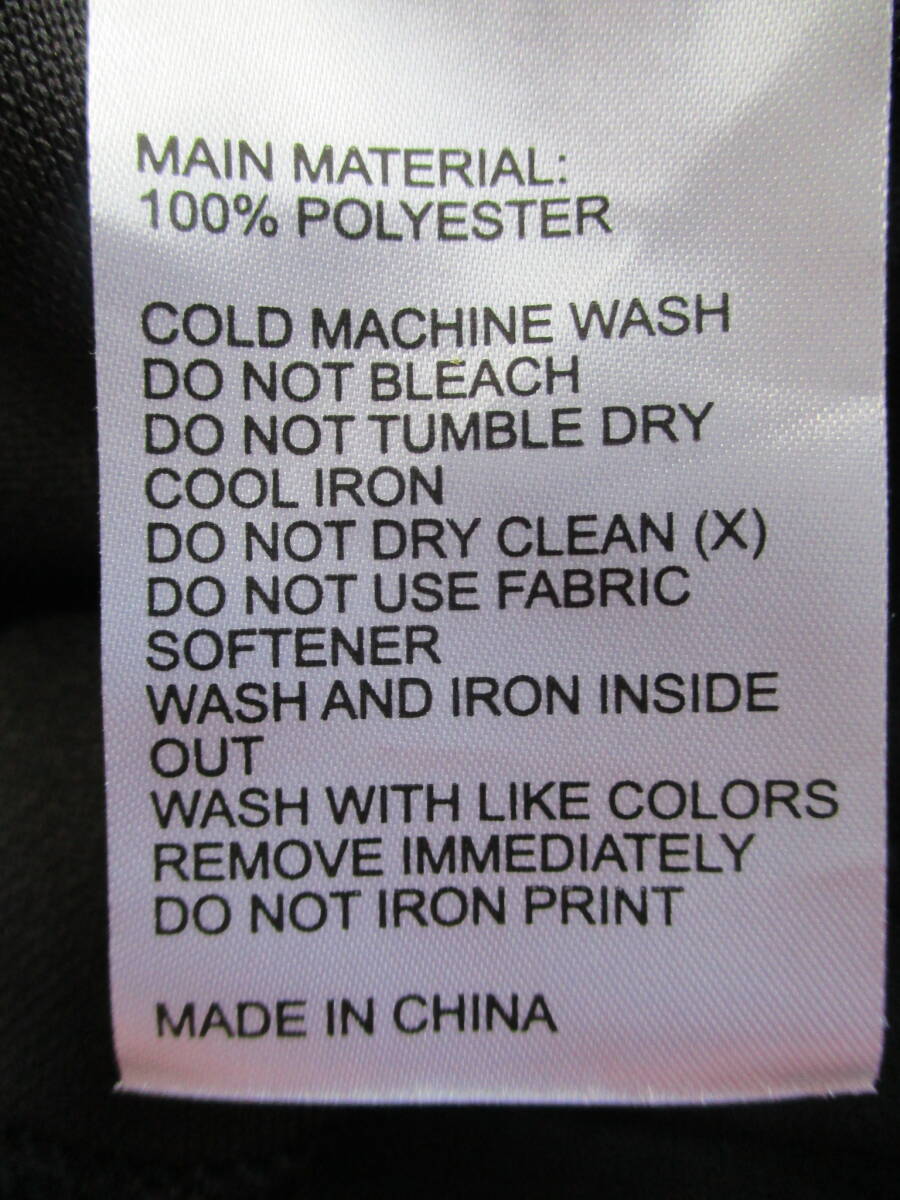 MAIN MATERIAL:
100% POLYESTER
COLD MACHINE WASH
DO NOT BLEACH
DO NOT TUMBLE DRY
COOL IRON
DO NOT DRY CLEAN (X)
DO NOT USE FABRIC
SOFTENER
WASH AND IRON INSIDE
OUT
WASH WITH LIKE COLORS
REMOVE IMMEDIATELY
DO NOT IRON PRINT
MADE IN CHINA